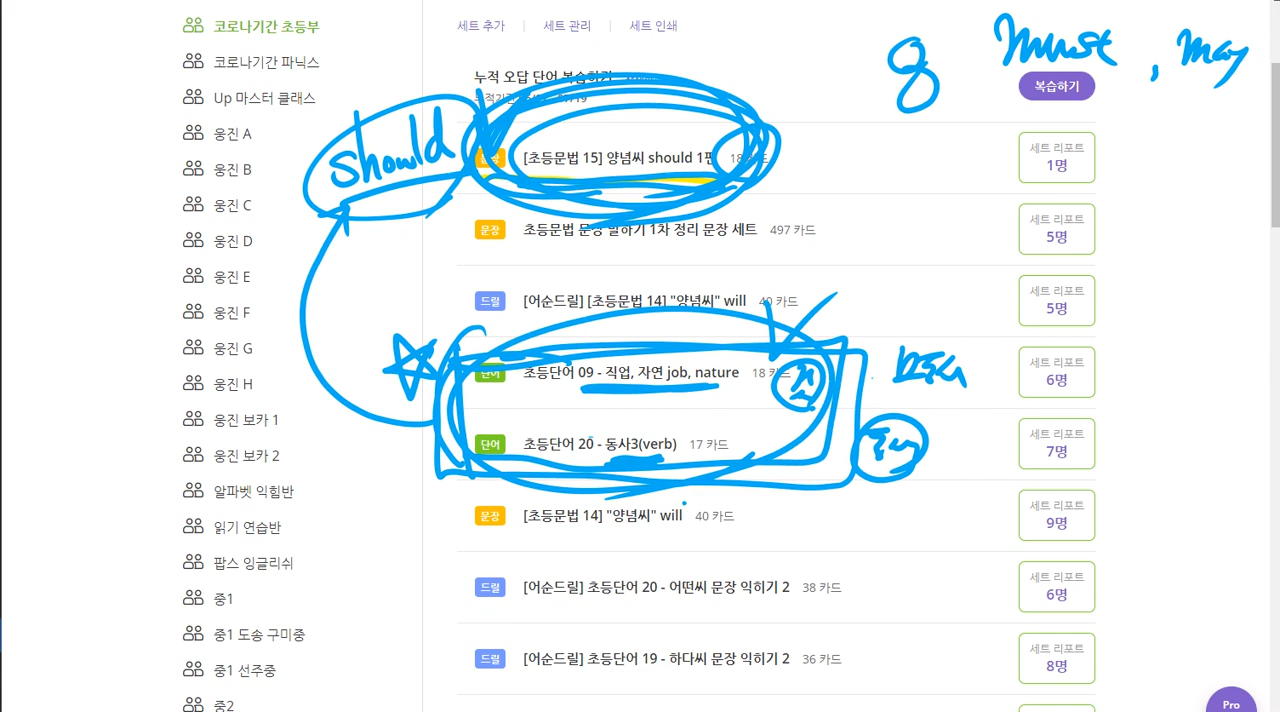 코로나기간 초등부
코로나기간 파닉스
Up 마스터 클래스
웅진 A
웅진 B
웅진 C
웅진 D
웅진 E
웅진 F
웅진 G
웅진 H
웅진 보카 1
웅진 보카 2
알파벳 익힘반
읽기 연습반
팝스 잉글리쉬
중1
중1 도송 구미중
중1 선주중
중2
세트 추가 | 세트 관리 | 세트 인쇄
must, may
누적 오답 단어 복습하기
복습하기
should
[초등문법 15] 양념씨 should 1편
세트 리포트
1명
문장 초등문법 문장 말하기 1차 정리 문장 세트 497 카드
세트 리포트
5명
드릴 [어순드릴] [초등문법 14] "양념씨" will 40 카드
세트 리포트
5명
단어 초등단어 09 - 직업, 자연 job, nature 18 카드
세트 리포트
6명
단어 초등단어 20 - 동사3(verb) 17 카드
세트 리포트
7명
문장 [초등문법 14] "양념씨" will 40 카드
세트 리포트
9명
드릴 [어순드릴] 초등단어 20 - 어떤씨 문장 익히기 2 38 카드
세트 리포트
6명
드릴 [어순드릴] 초등단어 19 - 하다씨 문장 익히기 2 36 카드
세트 리포트
8명
Pro